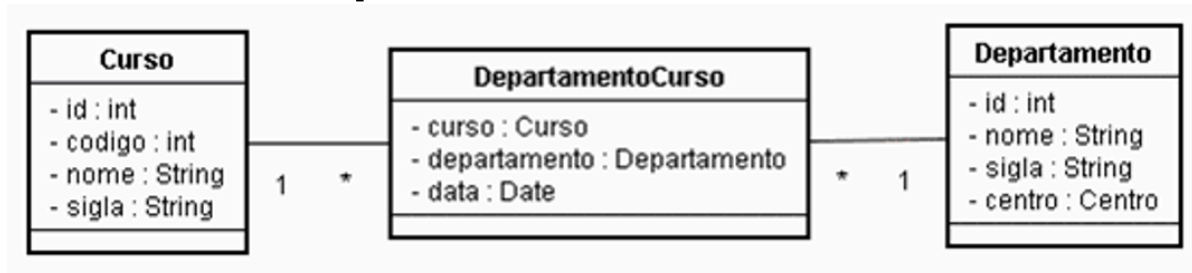 Curso
- id : int
- codigo : int
- nome : String
- sigla : String
1
*
DepartamentoCurso
- curso : Curso
- departamento : Departamento
- data : Date
*
1
Departamento
- id : int
- nome : String
- sigla : String
- centro : Centro